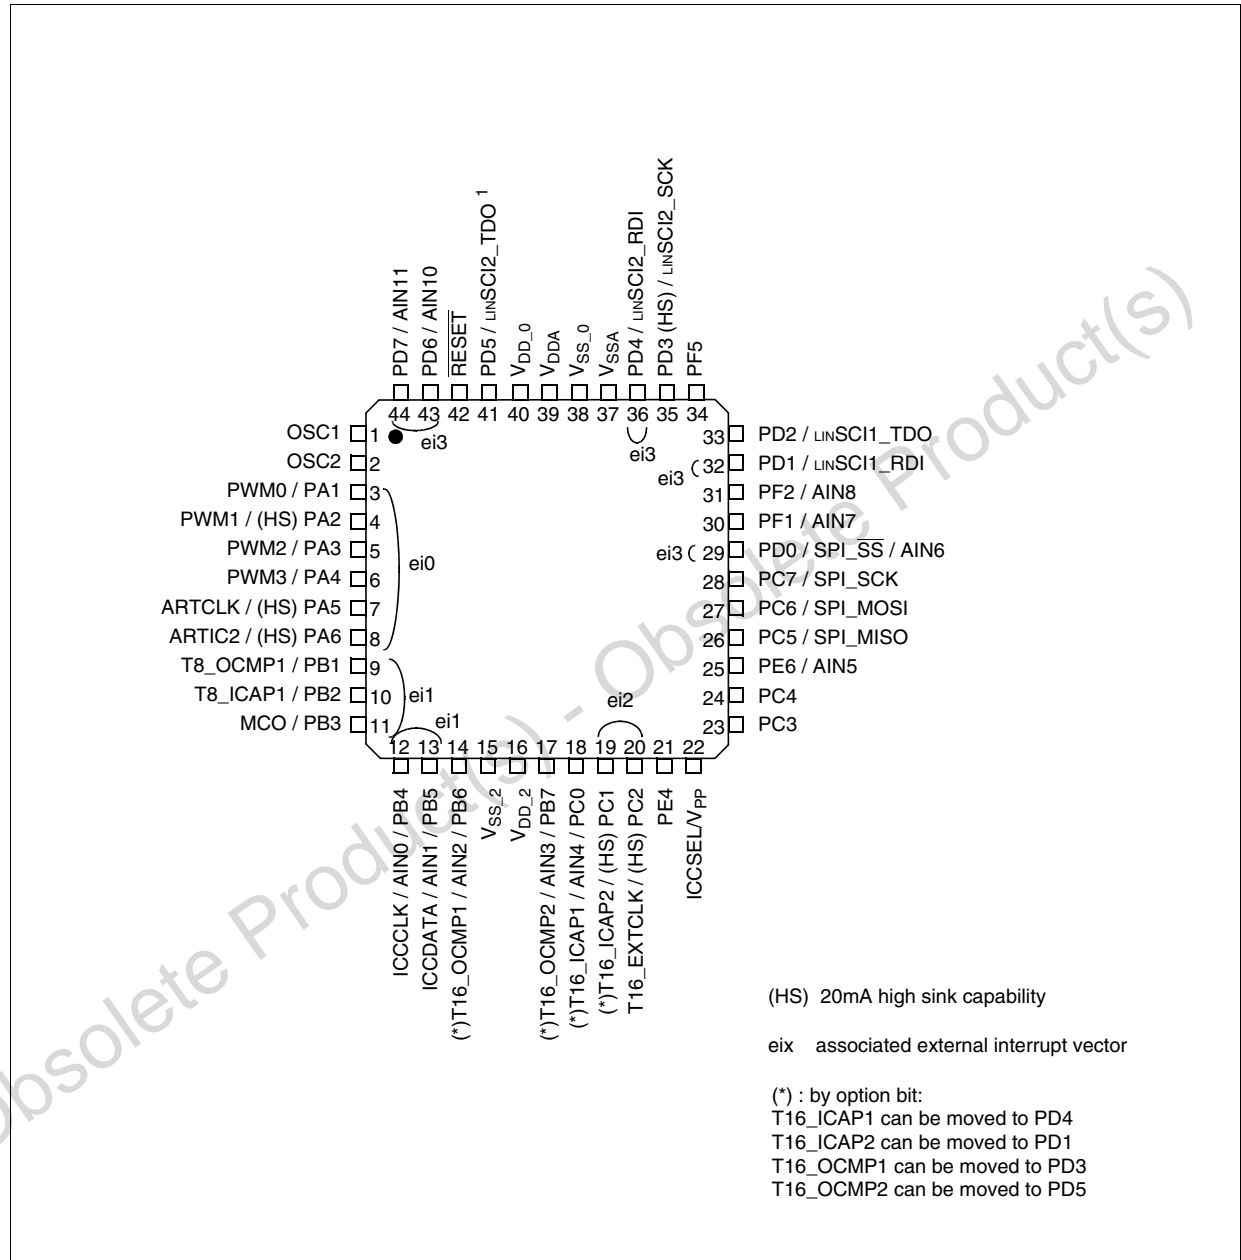 PD7 / AIN11
PD6 / AIN10
RESET
PD5 / LINSCI2_TDO 1
VDD_0
VDDA
VSS_0
VSSA
PD4 / LINSCI2_RDI
PD3 (HS) / LINSCI2_SCK
PF5
44 43 42 41 40 39 38 37 36 35 34
ei3
ei3
OSC1 1
OSC2 2
PWM0 / PA1 3
PWM1 / (HS) PA2 4
PWM2 / PA3 5
PWM3 / PA4 6
ARTCLK / (HS) PA5 7
ARTIC2 / (HS) PA6 8
T8_OCMP1 / PB1 9
T8_ICAP1 / PB2 10
MCO / PB3 11
ei0
ei1
ei1
ei2
33 PD2 / LINSCI1_TDO
ei3 32 PD1 / LINSCI1_RDI
31 PF2 / AIN8
30 PF1 / AIN7
ei3 29 PD0 / SPI_SS / AIN6
28 PC7 / SPI_SCK
27 PC6 / SPI_MOSI
26 PC5 / SPI_MISO
25 PE6 / AIN5
24 PC4
23 PC3
12 13 14 15 16 17 18 19 20 21 22
ICCCLK / AIN0 / PB4
ICCDATA / AIN1 / PB5
(*)T16_OCMP1 / AIN2 / PB6
VSS_2
VDD_2
(*)T16_OCMP2 / AIN3 / PB7
(*)T16_ICAP1 / AIN4 / PC0
(*)T16_ICAP2 / (HS) PC1
T16_EXTCLK / (HS) PC2
PE4
ICCSEL/VPP
(HS) 20mA high sink capability
eix associated external interrupt vector
(*) : by option bit:
T16_ICAP1 can be moved to PD4
T16_ICAP2 can be moved to PD1
T16_OCMP1 can be moved to PD3
T16_OCMP2 can be moved to PD5
Obsolete Product(s) - Obsolete Product(s)